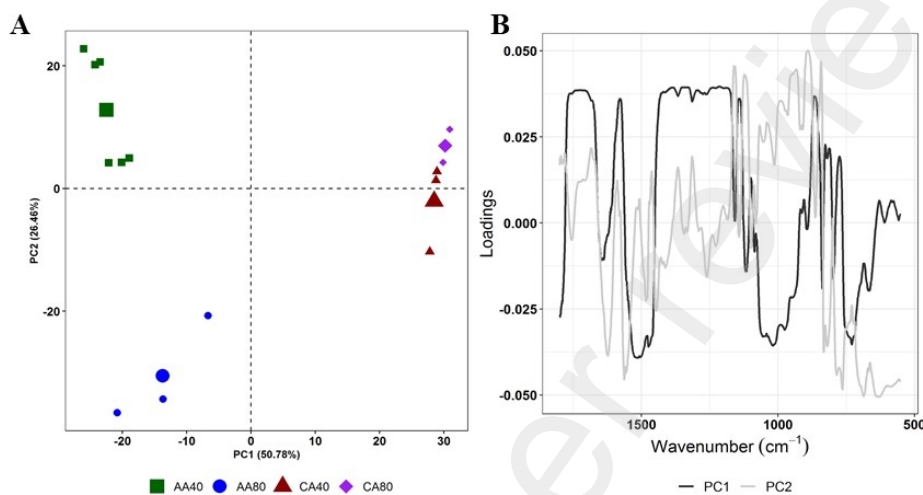 A
20
0
-20
PC2 (26.46%)
-20
-10
0
10
20
30
PC1 (50.78%)
AA40
AA80
CA40
CA80
B
0.050
0.025
0.000
-0.025
-0.050
Loadings
1500
1000
500
Wavenumber (cm⁻¹)
PC1
PC2
er revie